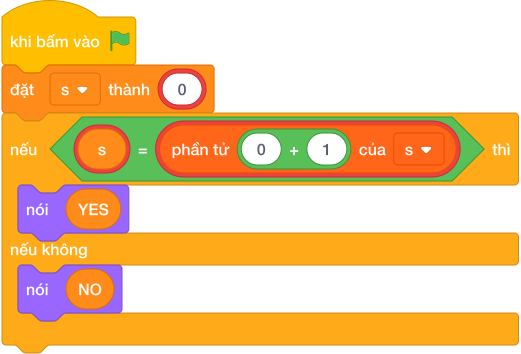 khi bấm vào
đặt s thành 0
nếu s = phần tử 0 + 1 của s thì
nói YES
nếu không
nói NO